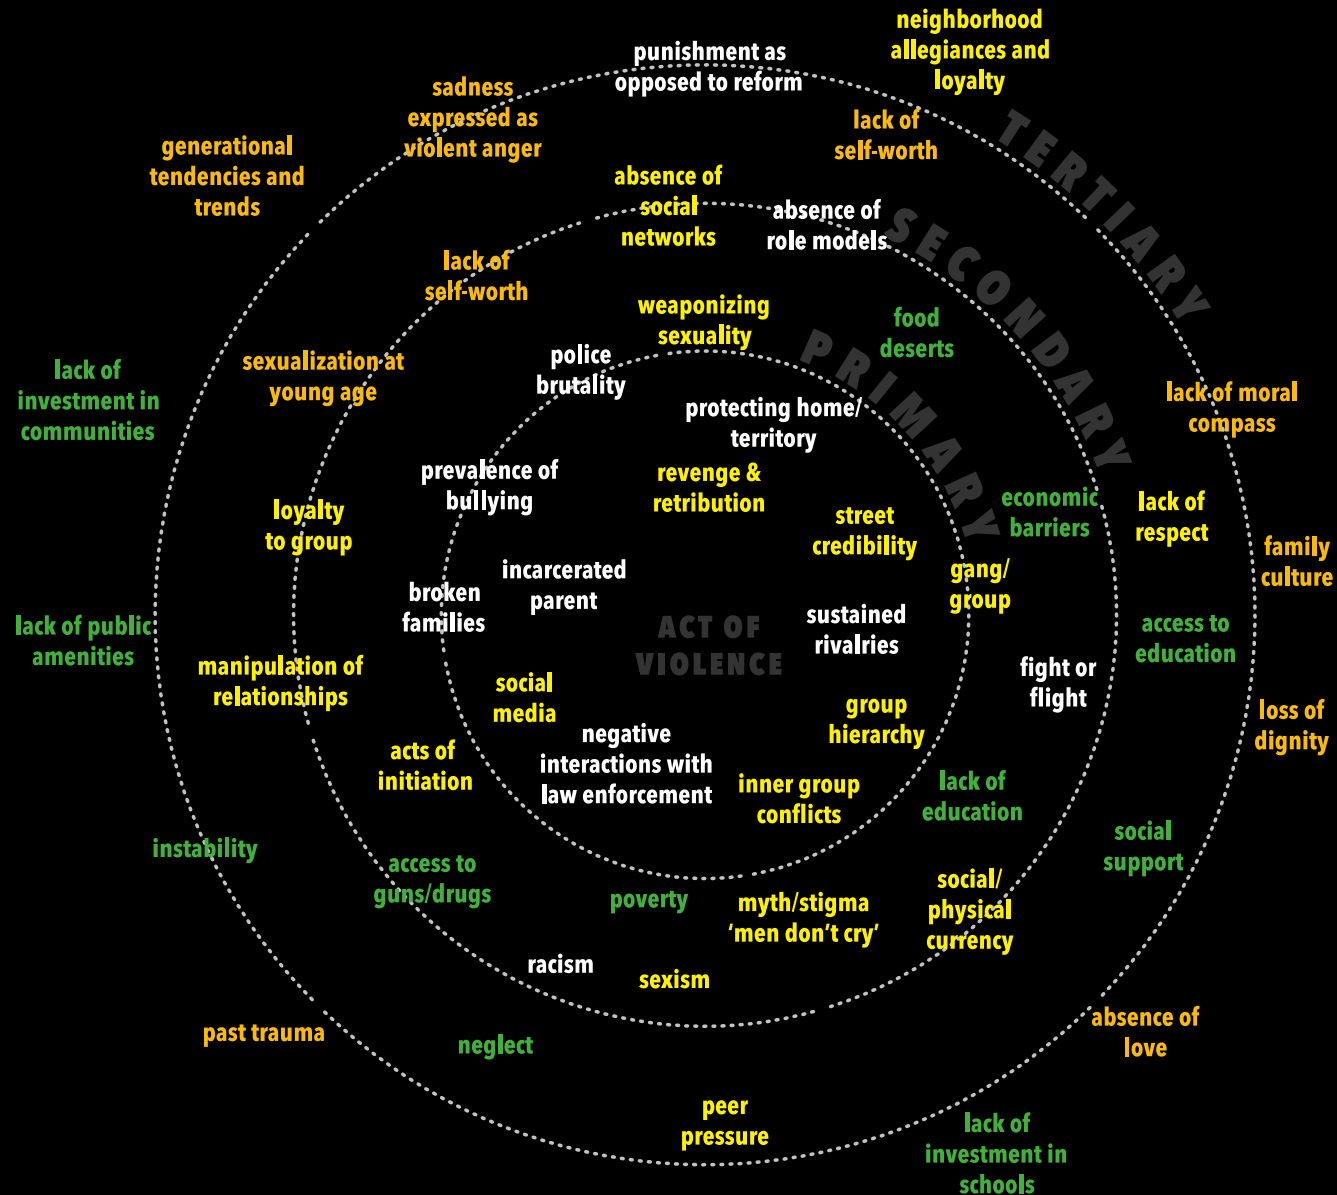 neighborhood
allegiances and
loyalty
punishment as
opposed to reform
sadness
expressed as
violent anger
lack of
self-worth
generational
tendencies and
trends
TERTIARY
absence of
social
networks
absence of
role models
SECONDARY
lack of
self-worth
weaponizing
sexuality
food
deserts
PRIMARY
police
brutality
sexualization at
young age
lack of
investment in
communities
protecting home/
territory
lack of moral
compass
prevalence of
bullying
revenge &
retribution
loyalty
to group
street
credibility
economic
barriers
lack of
respect
family
culture
incarcerated
parent
broken
families
gang/
group
ACT OF
VIOLENCE
sustained
rivalries
lack of public
amenities
access to
education
manipulation of
relationships
fight or
flight
social
media
group
hierarchy
loss of
dignity
negative
interactions with
law enforcement
acts of
initiation
inner group
conflicts
lack of
education
instability
social
support
access to
guns/drugs
poverty
myth/stigma
‘men don‘t cry’
social/
physical
currency
racism
sexism
past trauma
neglect
absence of
love
peer
pressure
lack of
investment in
schools